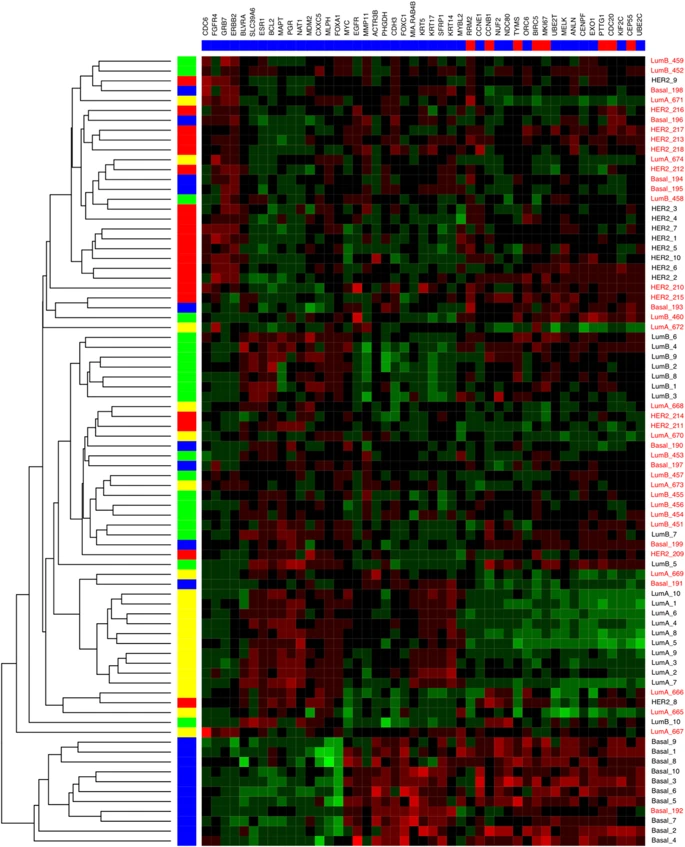 CDC6
FGFR4
GRB7
ERBB2
BLVRA
SLC39A6
ESR1
BCL2
MAPT
PGR
NAT1
MDM2
CXXC5
MLPH
FOXA1
MYC
EGFR
MMP11
ACTR3B
PHGDH
CDH3
FOXC1
MIA.RAB4B
KRT5
KRT17
SFRP1
KRT14
MYBL2
RRM2
CCNE1
CCNB1
NUF2
NDC80
TYMS
ORC6
BIRC5
MKI67
UBE2T
MELK
ANLN
CENPF
EXO1
PTTG1
CDC20
KIF2C
CEP55
UBE2C
LumB_459
LumB_452
HER2_9
Basal_198
LumA_671
HER2_216
Basal_196
HER2_217
HER2_213
HER2_218
LumA_674
HER2_212
Basal_194
Basal_195
LumB_458
HER2_3
HER2_4
HER2_7
HER2_1
HER2_5
HER2_10
HER2_6
HER2_2
HER2_210
HER2_215
Basal_193
LumB_460
LumA_672
LumB_6
LumB_4
LumB_9
LumB_2
LumB_8
LumB_1
LumB_3
LumA_668
HER2_214
HER2_211
LumA_670
Basal_190
LumB_453
Basal_197
LumB_457
LumA_673
LumB_455
LumB_456
LumB_454
LumB_451
LumB_7
Basal_199
HER2_209
LumB_5
LumA_669
Basal_191
LumA_10
LumA_1
LumA_6
LumA_4
LumA_8
LumA_5
LumA_9
LumA_3
LumA_2
LumA_7
LumA_666
HER2_8
LumA_665
LumB_10
LumA_667
Basal_9
Basal_1
Basal_8
Basal_10
Basal_3
Basal_6
Basal_5
Basal_192
Basal_7
Basal_2
Basal_4